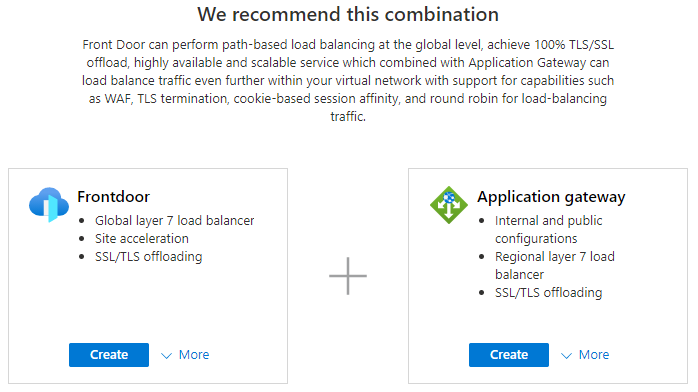 We recommend this combination
Front Door can perform path-based load balancing at the global level, achieve 100% TLS/SSL
offload, highly available and scalable service which combined with Application Gateway can
load balance traffic even further within your virtual network with support for capabilities such
as WAF, TLS termination, cookie-based session affinity, and round robin for load-balancing
traffic.
Frontdoor
• Global layer 7 load balancer
• Site acceleration
• SSL/TLS offloading
Create
More
Application gateway
• Internal and public
configurations
• Regional layer 7 load
balancer
• SSL/TLS offloading
Create
More